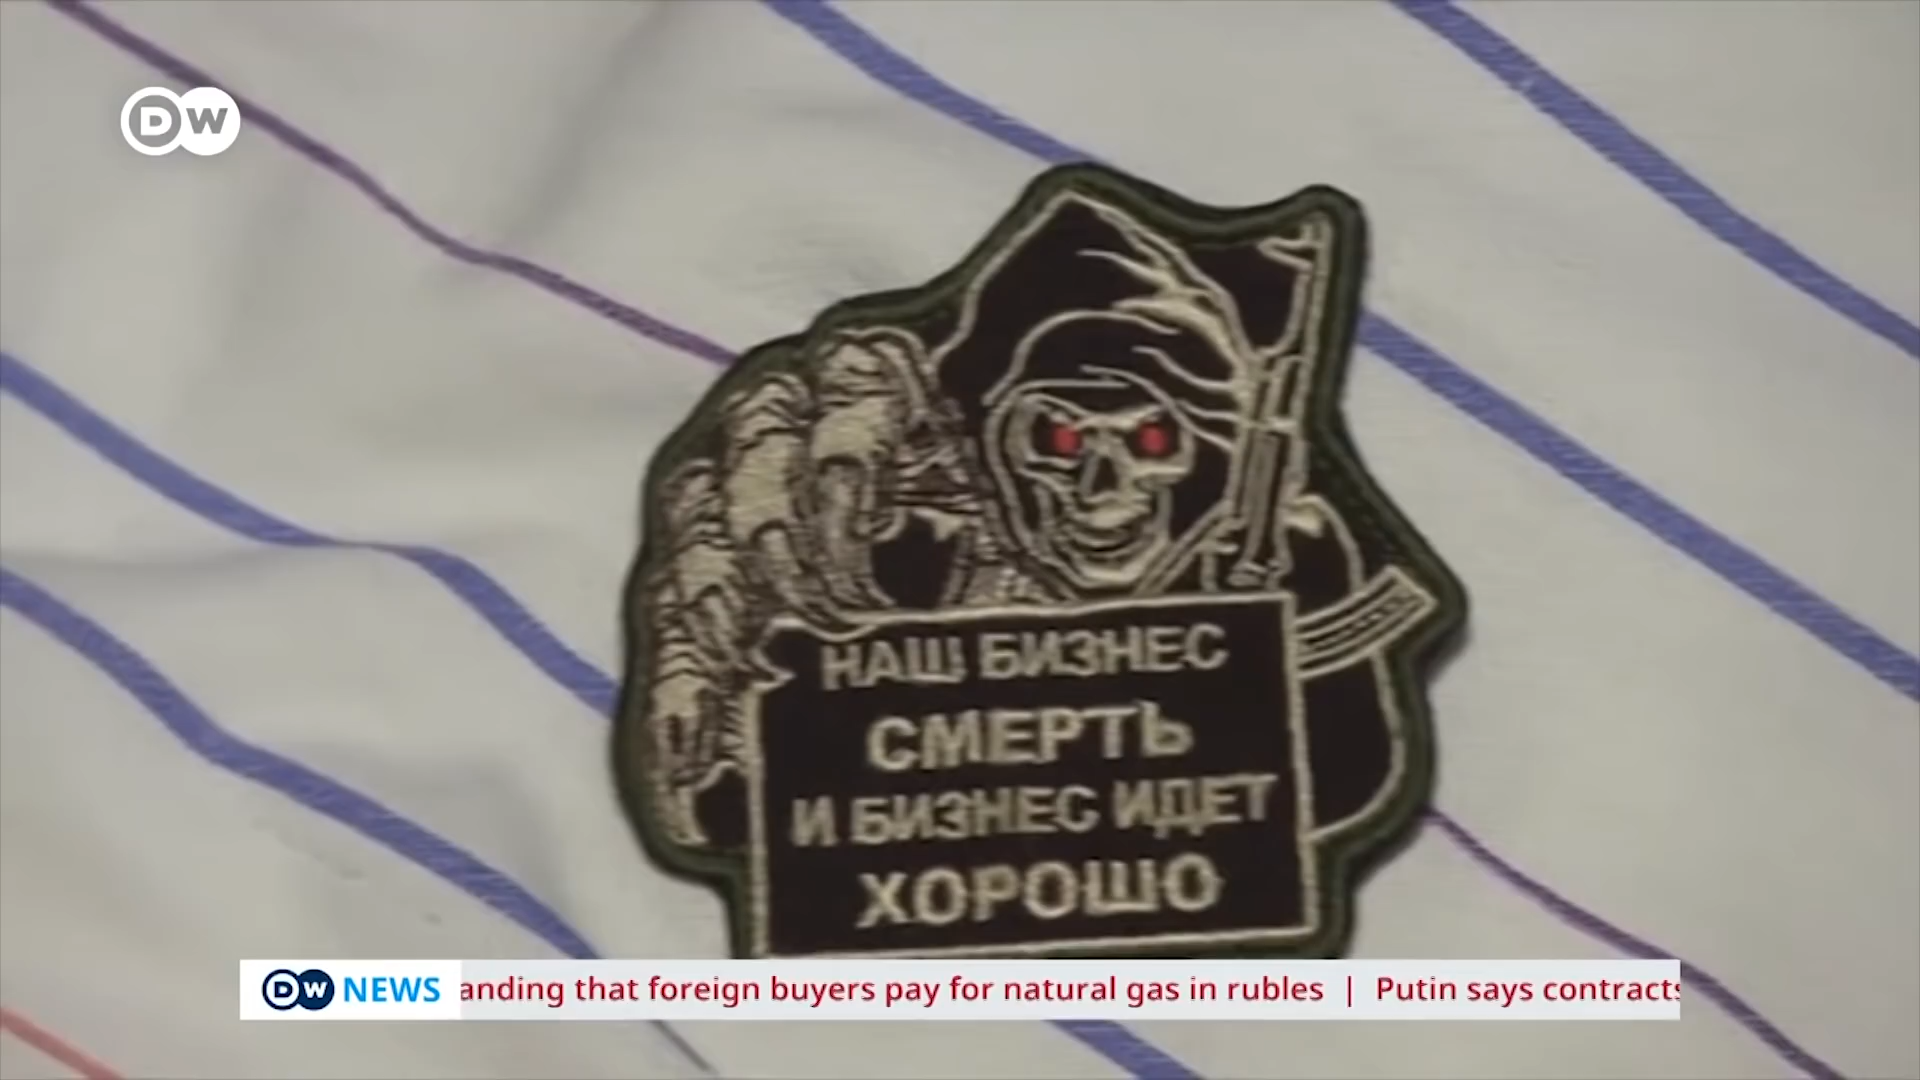 DW
НАШ БИЗНЕС
СМЕРТЬ
И БИЗНЕС ИДЕТ
ХОРОШО
DW NEWS
anding that foreign buyers pay for natural gas in rubles | Putin says contracts